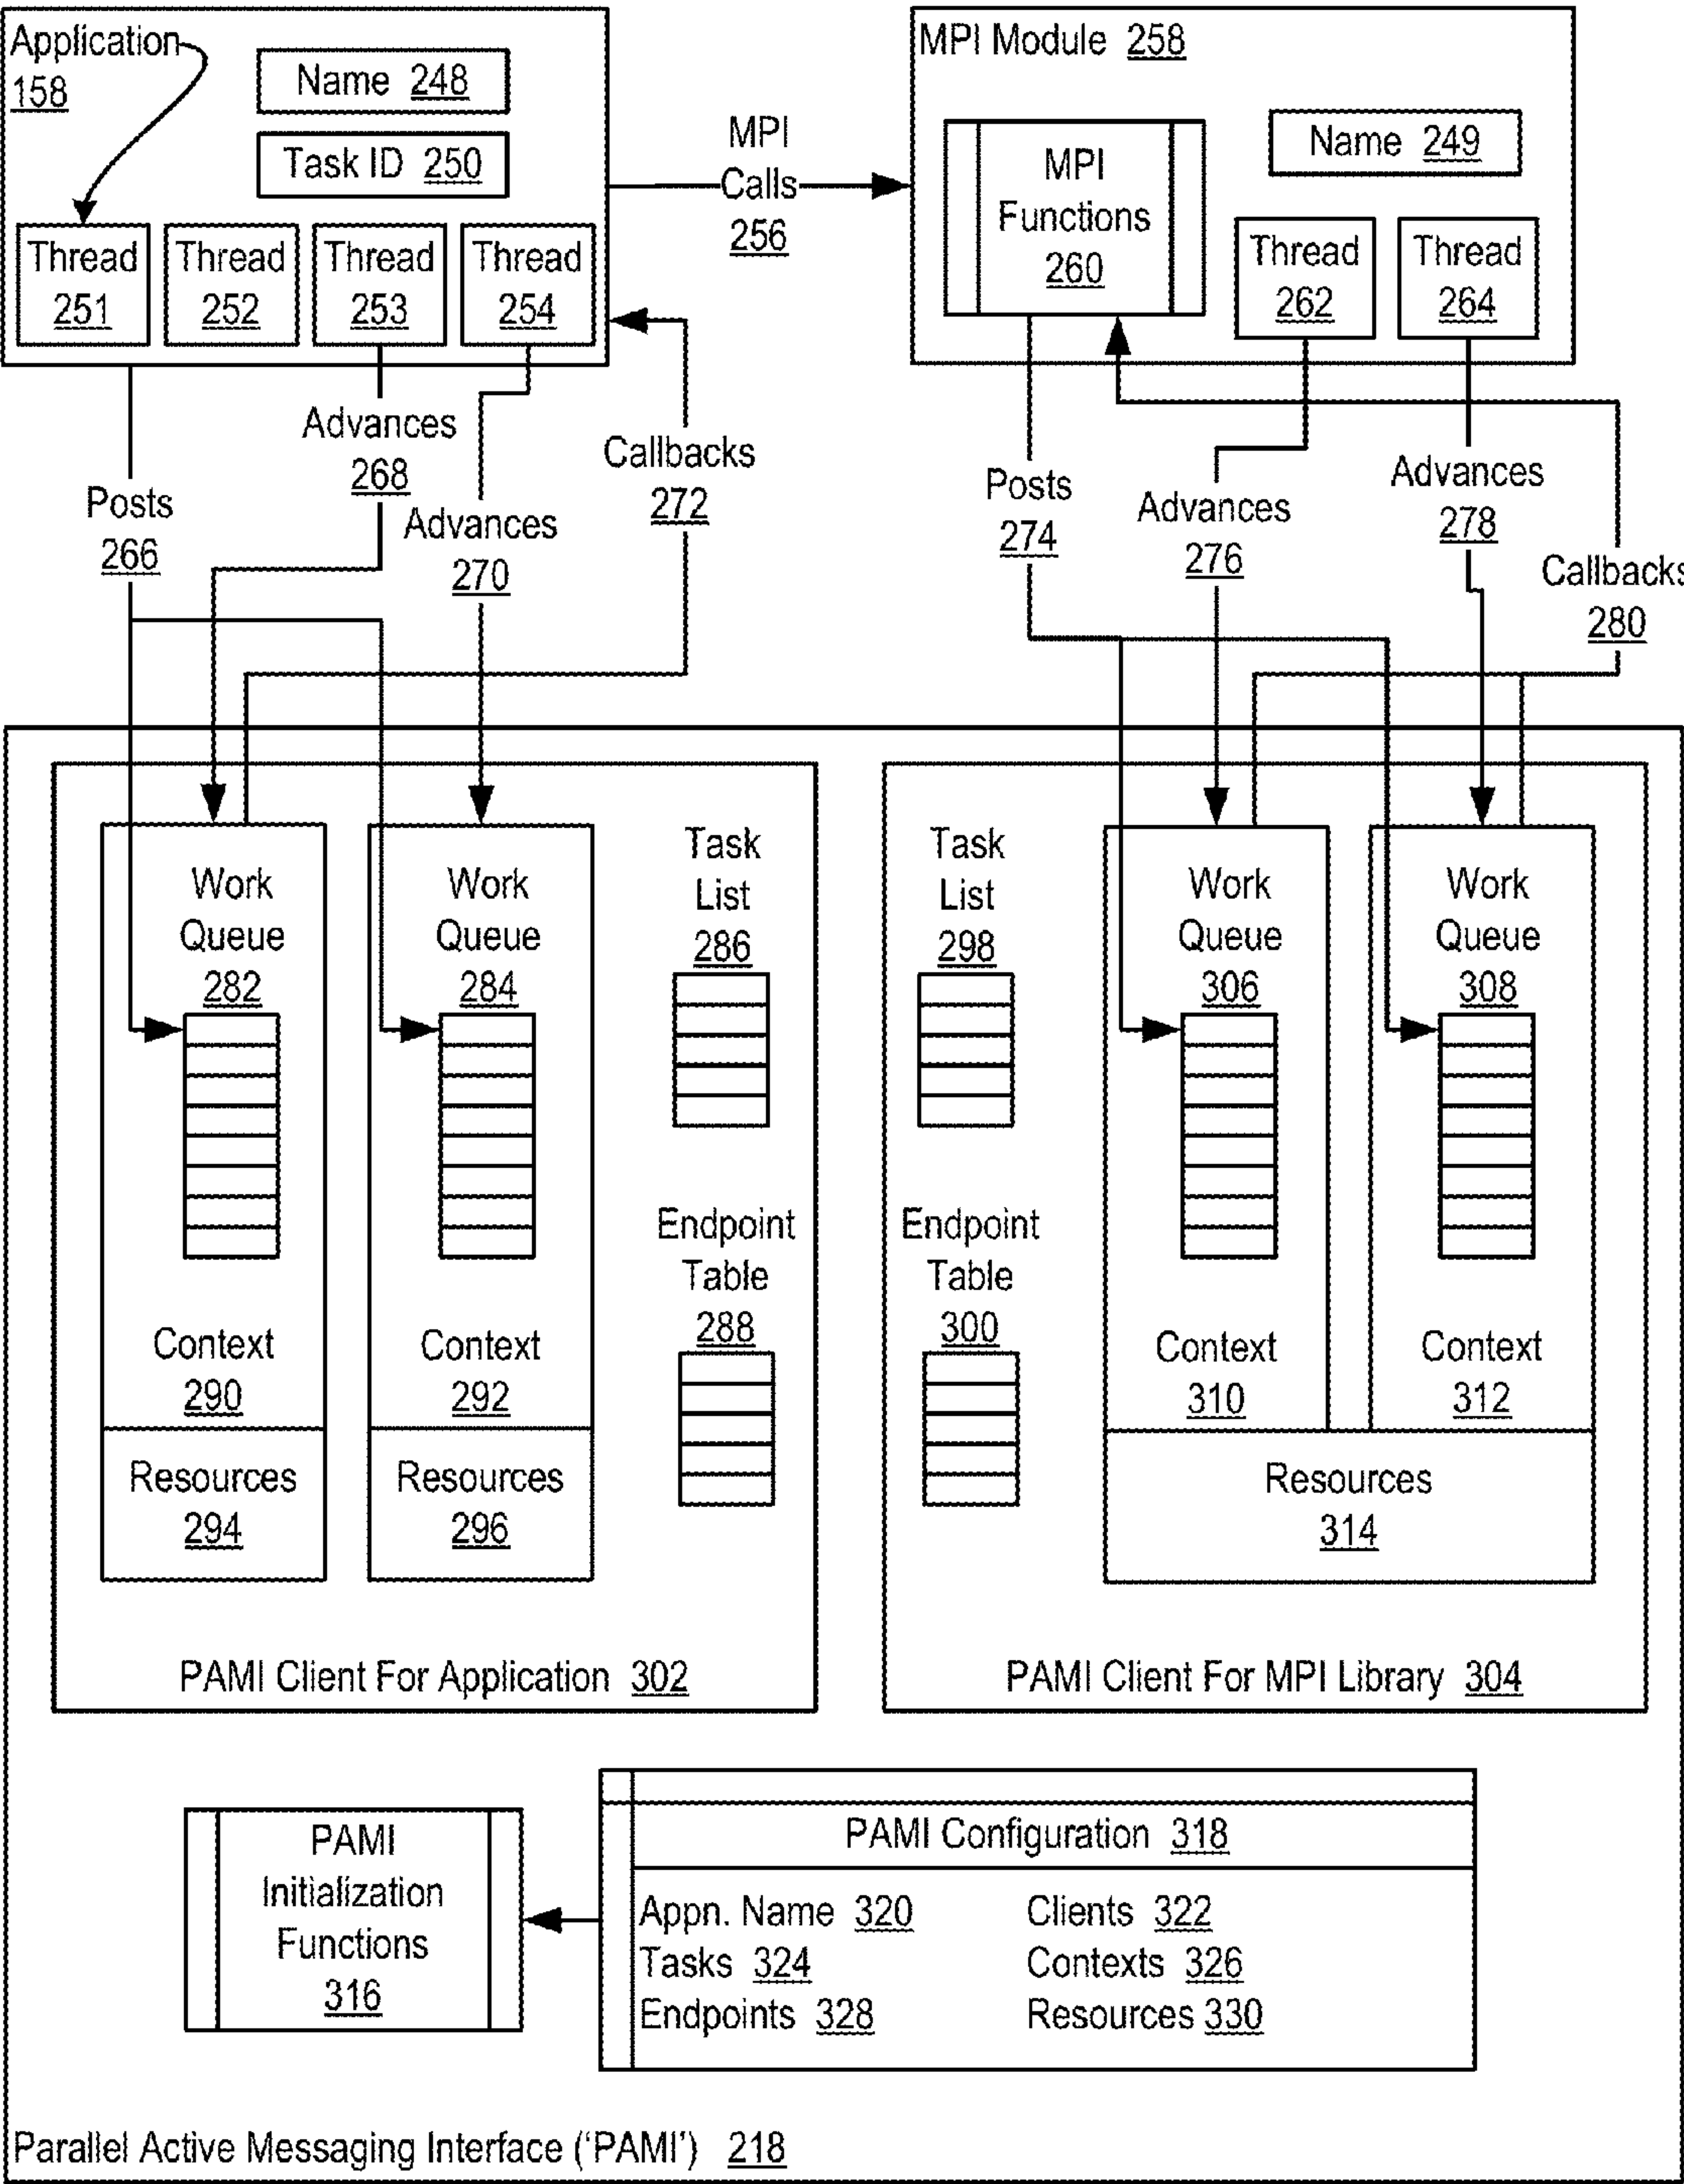 Application
158
Name 248
Task ID 250
Thread
251
Thread
252
Thread
253
Thread
254
MPI
Calls
256
MPI Module 258
MPI
Functions
260
Name 249
Thread
262
Thread
264
Posts
266
Advances
268
Advances
270
Callbacks
272
Posts
274
Advances
276
Advances
278
Callbacks
280
Work
Queue
282
Work
Queue
284
Task
List
286
Task
List
298
Work
Queue
306
Work
Queue
308
Endpoint
Table
288
Endpoint
Table
300
Context
290
Context
292
Context
310
Context
312
Resources
294
Resources
296
Resources
314
PAMI Client For Application 302
PAMI Client For MPI Library 304
PAMI
Initialization
Functions
316
PAMI Configuration 318
Appn. Name 320 Clients 322
Tasks 324 Contexts 326
Endpoints 328 Resources 330
Parallel Active Messaging Interface (‘PAMI’) 218